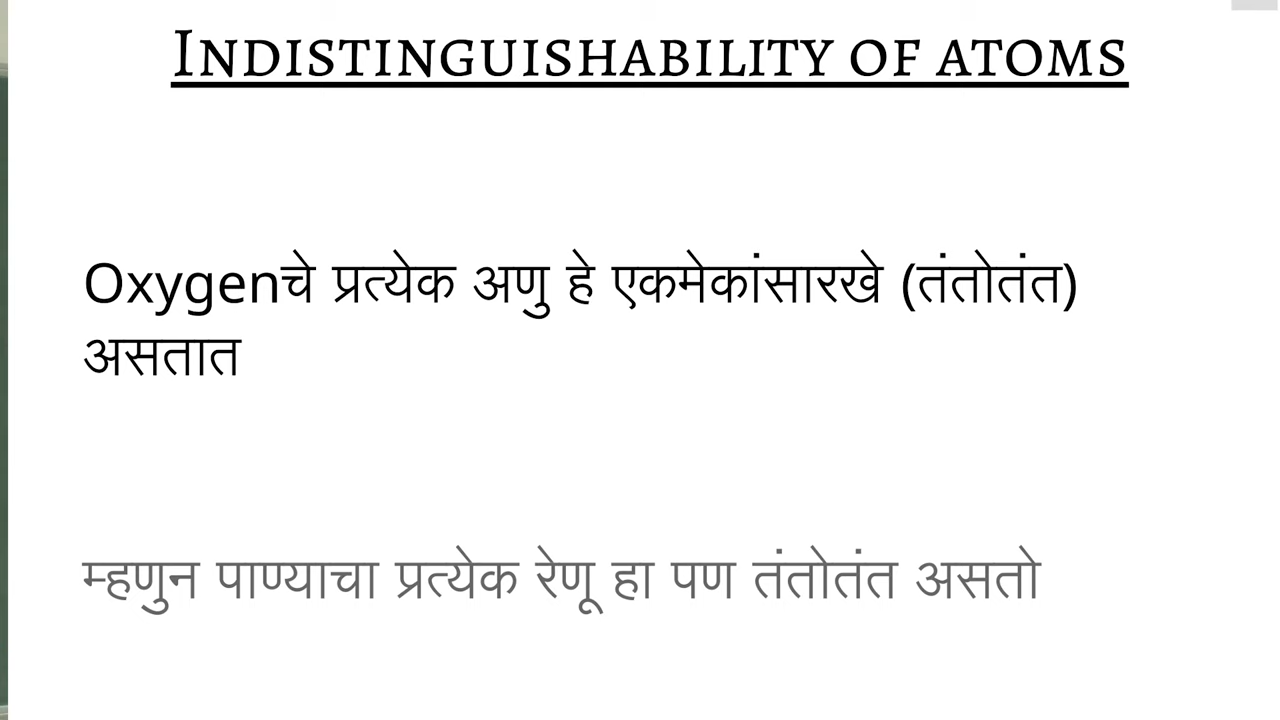 Indistinguishability of atoms
Oxygenचे प्रत्येक अणु हे एकमेकांसारखे (तंतोतंत)
असतात
म्हणुन पाण्याचा प्रत्येक रेणू हा पण तंतोतंत असतो